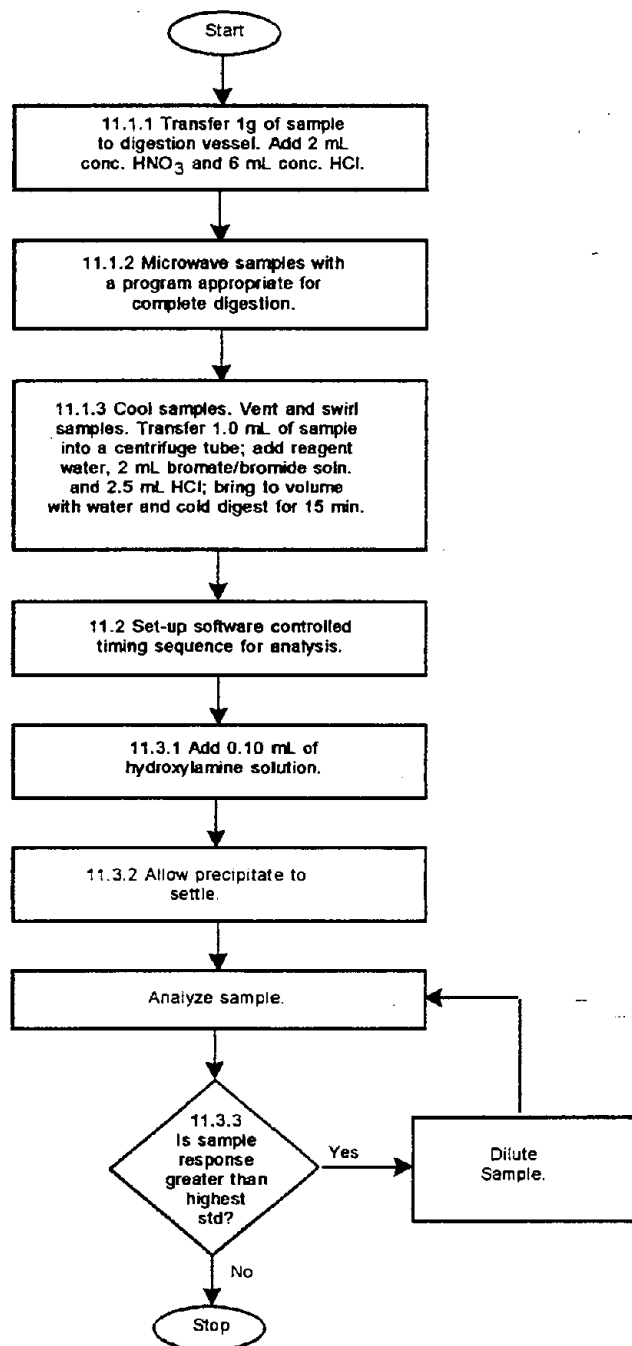 Start
11.1.1 Transfer 1g of sample
to digestion vessel. Add 2 mL
conc. HNO3 and 6 mL conc. HCl.
11.1.2 Microwave samples with
a program appropriate for
complete digestion.
11.1.3 Cool samples. Vent and swirl
samples. Transfer 1.0 mL of sample
into a centrifuge tube; add reagent
water, 2 mL bromate/bromide soln.
and 2.5 mL HCl; bring to volume
with water and cold digest for 15 min.
11.2 Set-up software controlled
timing sequence for analysis.
11.3.1 Add 0.10 mL of
hydroxylamine solution.
11.3.2 Allow precipitate to
settle.
Analyze sample.
11.3.3
Is sample
response
greater than
highest
std?
Yes
Dilute
Sample.
No
Stop